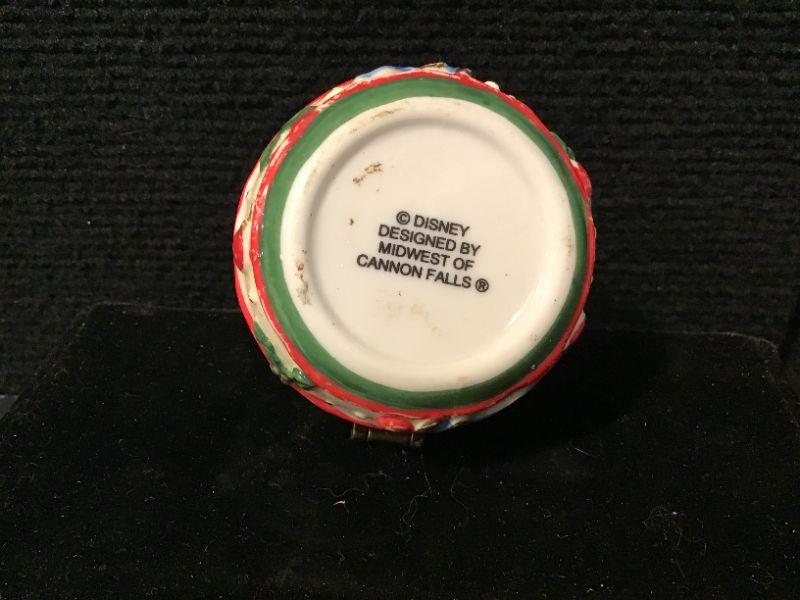 © DISNEY
DESIGNED BY
MIDWEST OF
CANNON FALLS ®